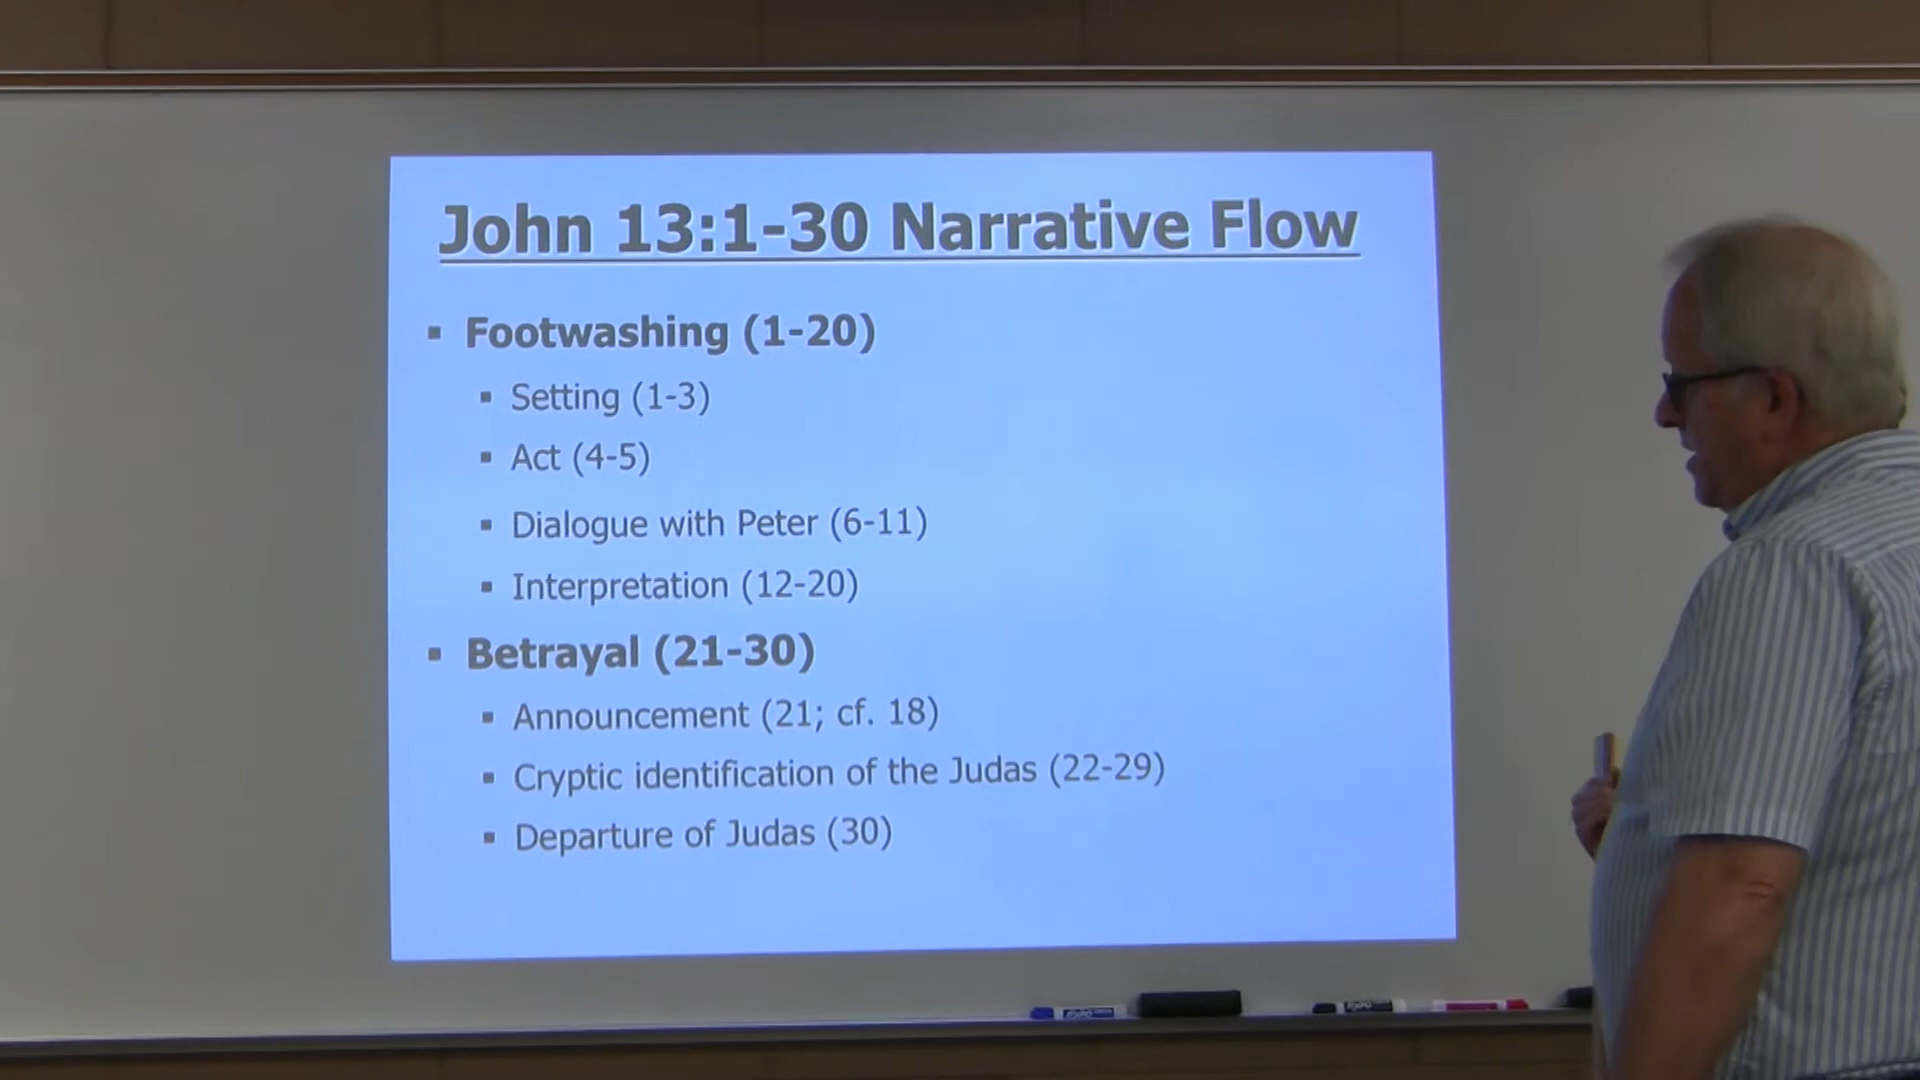 John 13:1-30 Narrative Flow
▪ Footwashing (1-20)
▪ Setting (1-3)
▪ Act (4-5)
▪ Dialogue with Peter (6-11)
▪ Interpretation (12-20)
▪ Betrayal (21-30)
▪ Announcement (21; cf. 18)
▪ Cryptic identification of the Judas (22-29)
▪ Departure of Judas (30)